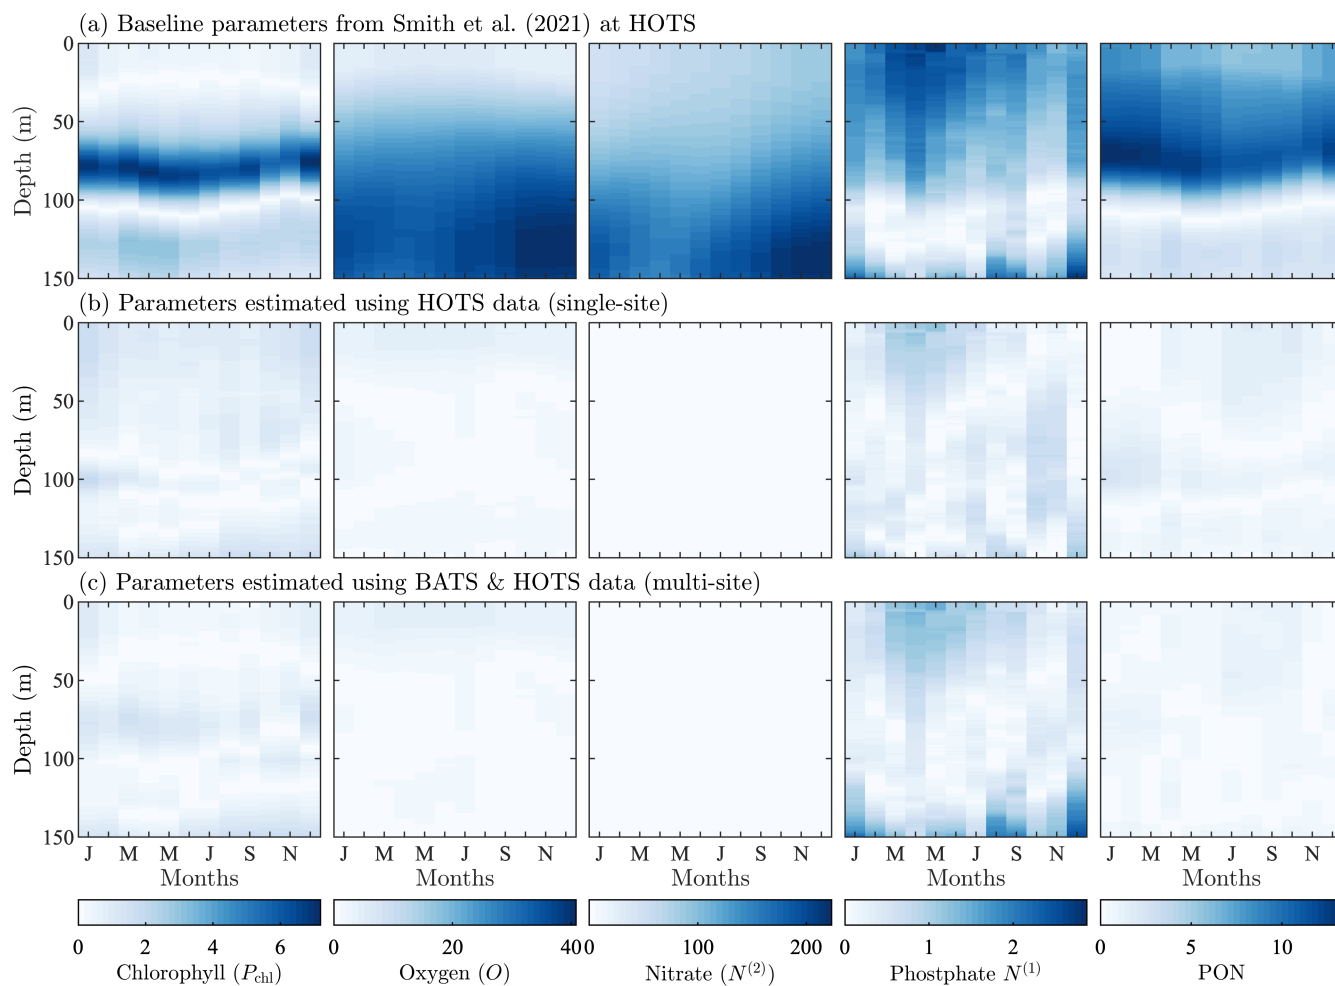 (a) Baseline parameters from Smith et al. (2021) at HOTS
0
50
100
150
Depth (m)
(b) Parameters estimated using HOTS data (single-site)
0
50
100
150
Depth (m)
(c) Parameters estimated using BATS & HOTS data (multi-site)
0
50
100
150
Depth (m)
J M M J S N J M M J S N J M M J S N J M M J S N J M M J S N
Months Months Months Months Months
0 2 4 6 0 20 40 0 100 200 0 1 2 0 5 10
Chlorophyll (P_chl) Oxygen (O) Nitrate (N^(2)) Phostphate N^(1) PON